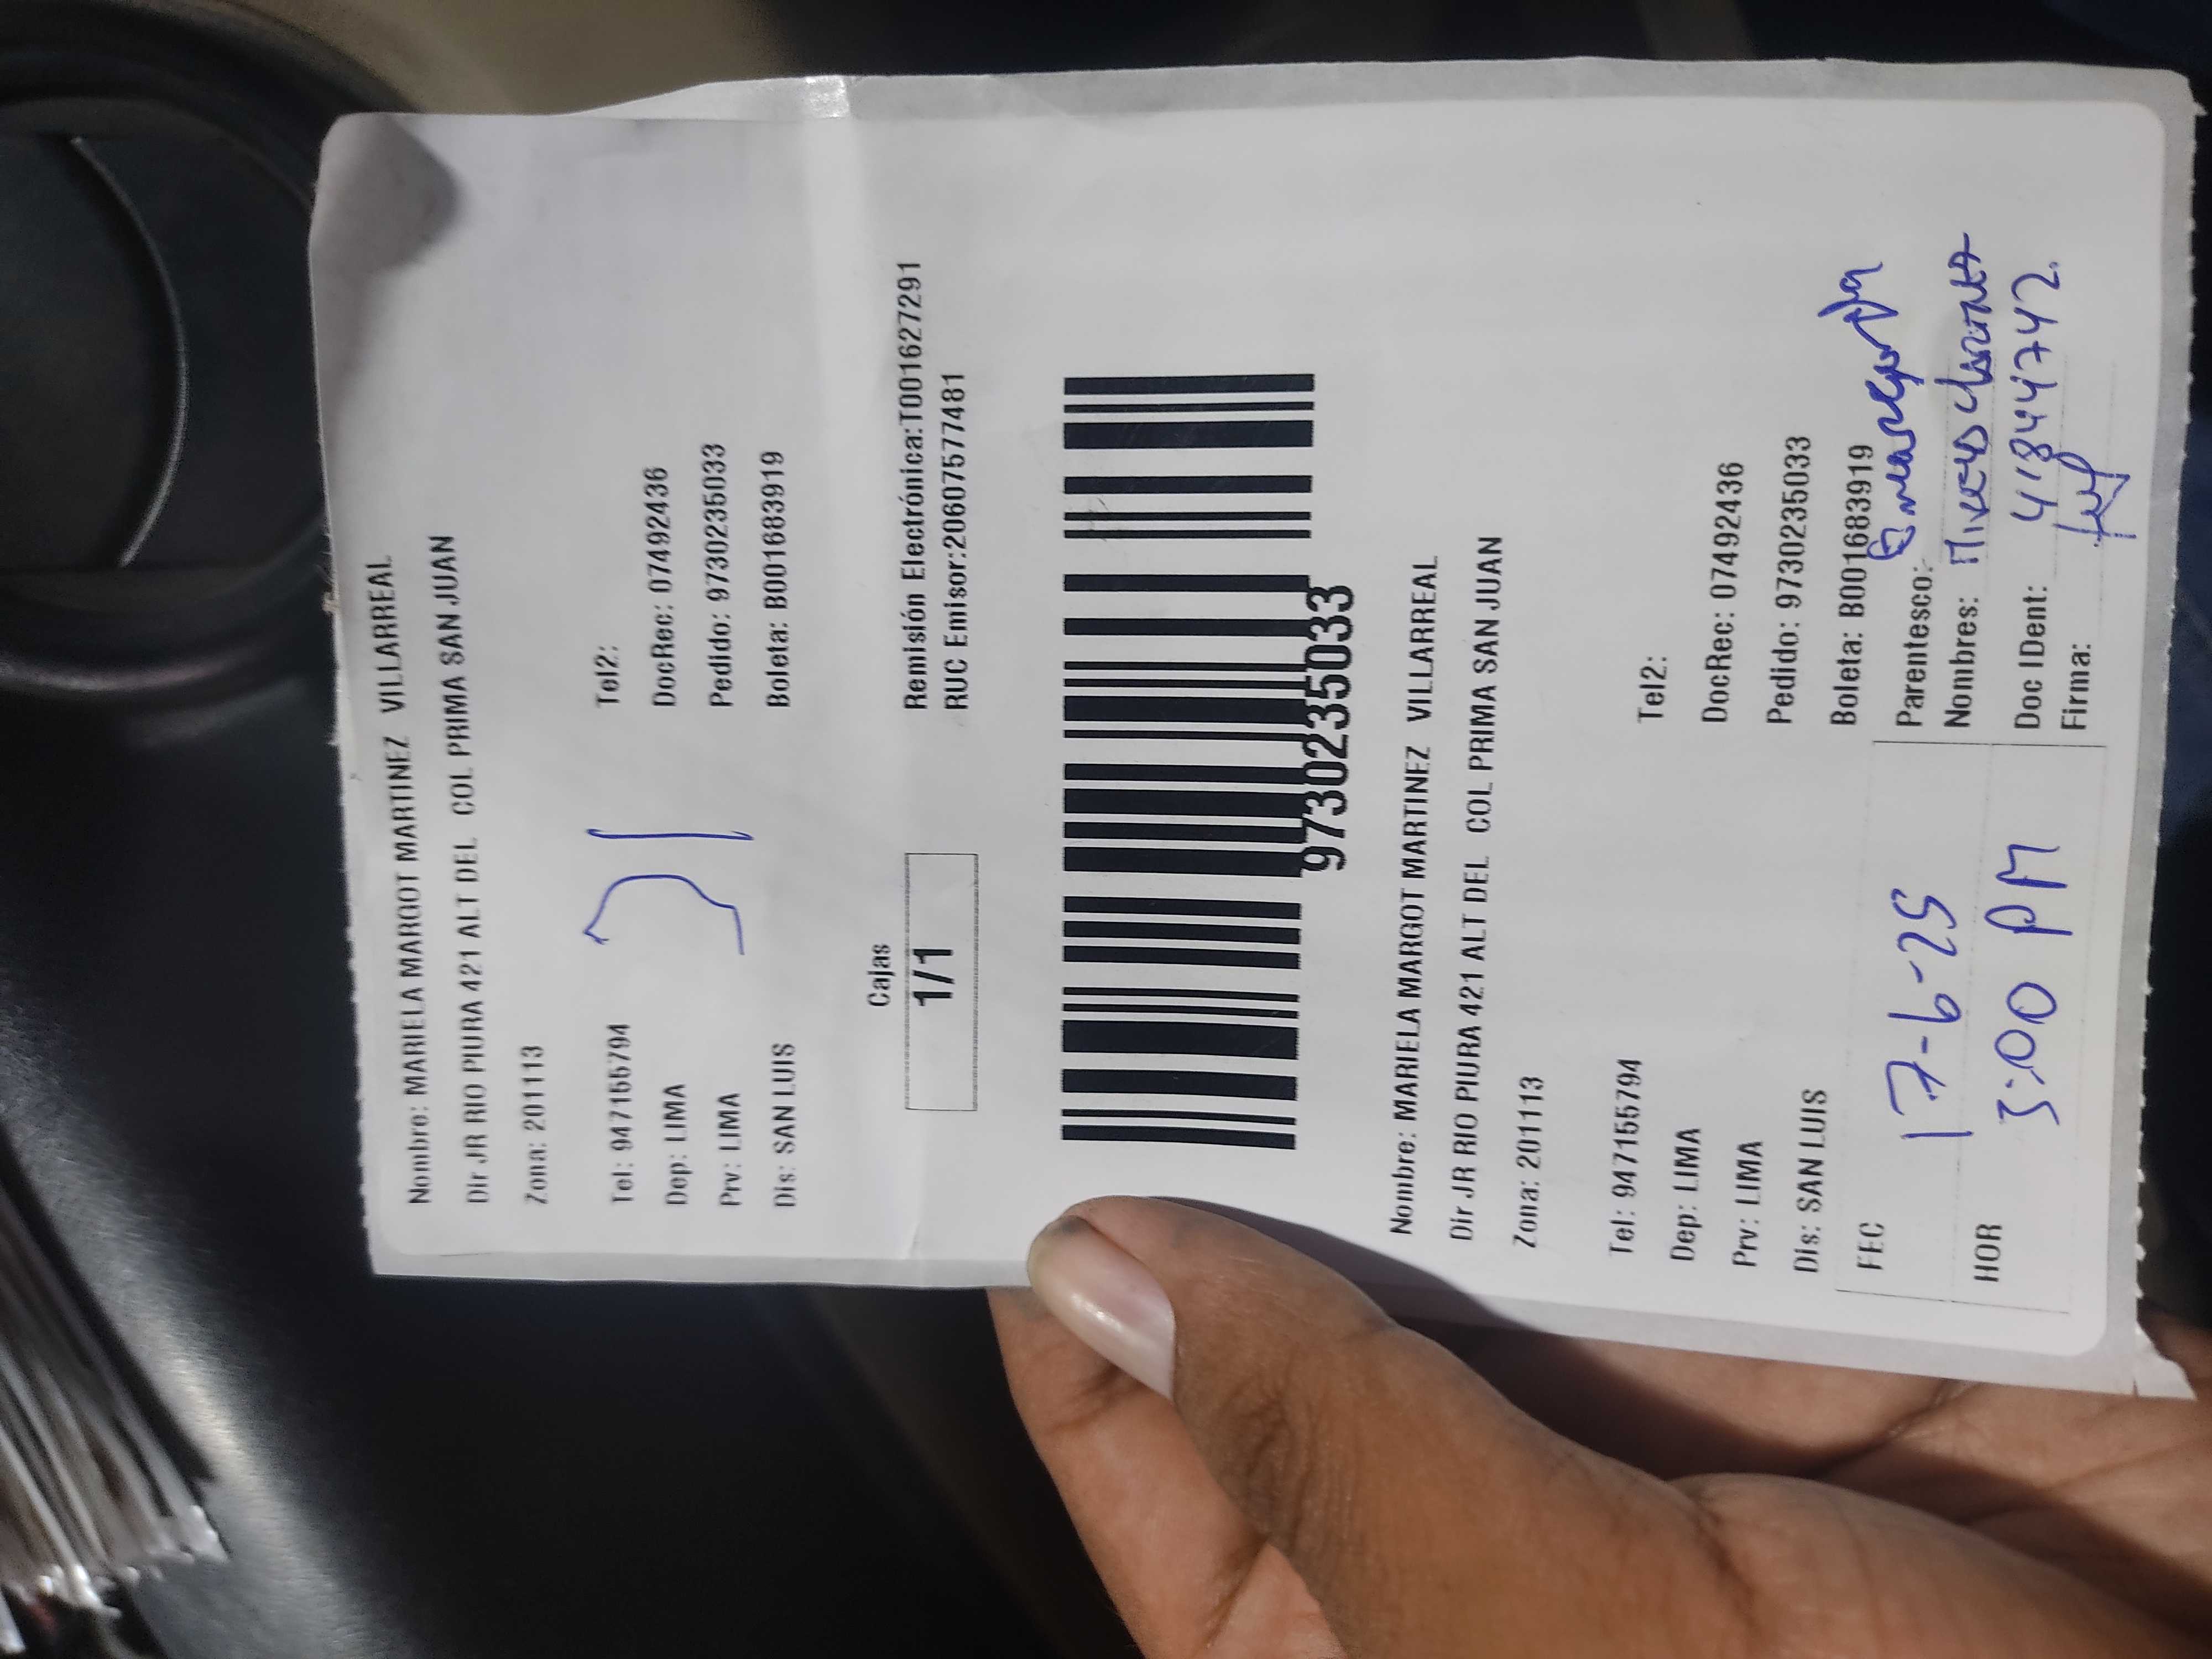 Nombre: MARIELA MARGOT MARTINEZ VILLARREAL
Dir JR RIO PIURA 421 ALT DEL COL PRIMA SAN JUAN
Zona: 201113
Tel: 947155794 Tel2:
Dep: LIMA DocRec: 07492436
Prv: LIMA Pedido: 9730235033
Dis: SAN LUIS Boleta: B001683919
Cajas
1/1
Remisión Electrónica:T001627291
RUC Emisor:20607577481
9730235033
Nombre: MARIELA MARGOT MARTINEZ VILLARREAL
Dir JR RIO PIURA 421 ALT DEL COL PRIMA SAN JUAN
Zona: 201113
Tel: 947155794 Tel2:
Dep: LIMA DocRec: 07492436
Prv: LIMA Pedido: 9730235033
Dis: SAN LUIS Boleta: B001683919
FEC 17-6-25 Parentesco:
Nombres:
HOR 3:00 PM Doc IDent: 41844742
Firma: